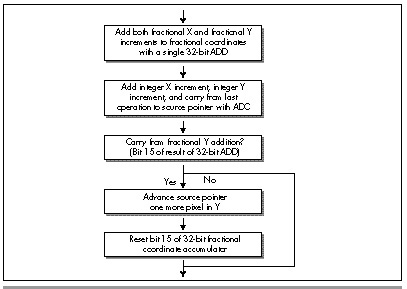 Add both fractional X and fractional Y
increments to fractional coordinates
with a single 32-bit ADD
Add integer X increment, integer Y
increment, and carry from last
operation to source pointer with ADC
Carry from fractional Y addition?
(Bit 15 of result of 32-bit ADD)
Yes
No
Advance source pointer
one more pixel in Y
Reset bit 15 of 32-bit fractional
coordinate accumulator